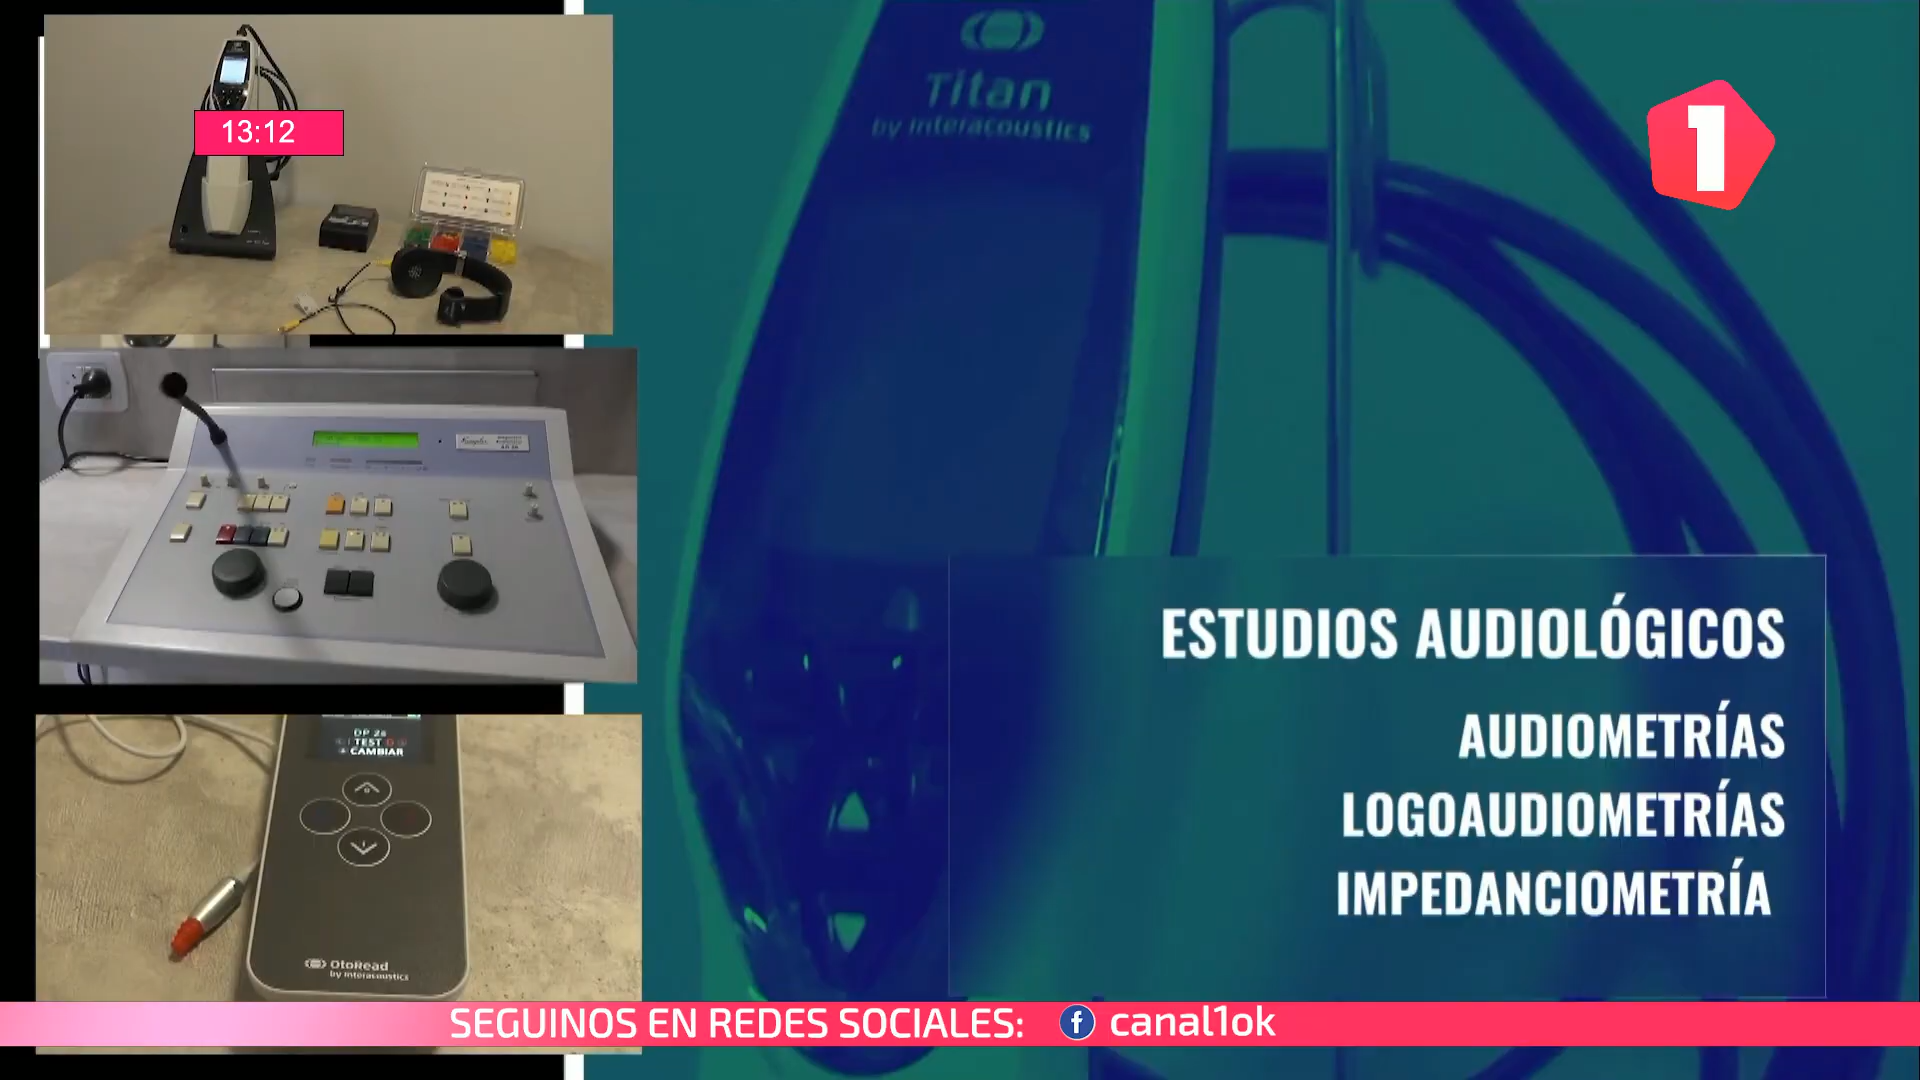 13:12
Titan
by Interacoustics
1
ESTUDIOS AUDIOLÓGICOS
AUDIOMETRÍAS
LOGOAUDIOMETRÍAS
IMPEDANCIOMETRÍA
DP 2s
TEST
CAMBIAR
OtoRead
by Interacoustics
SEGUINOS EN REDES SOCIALES: canal1ok